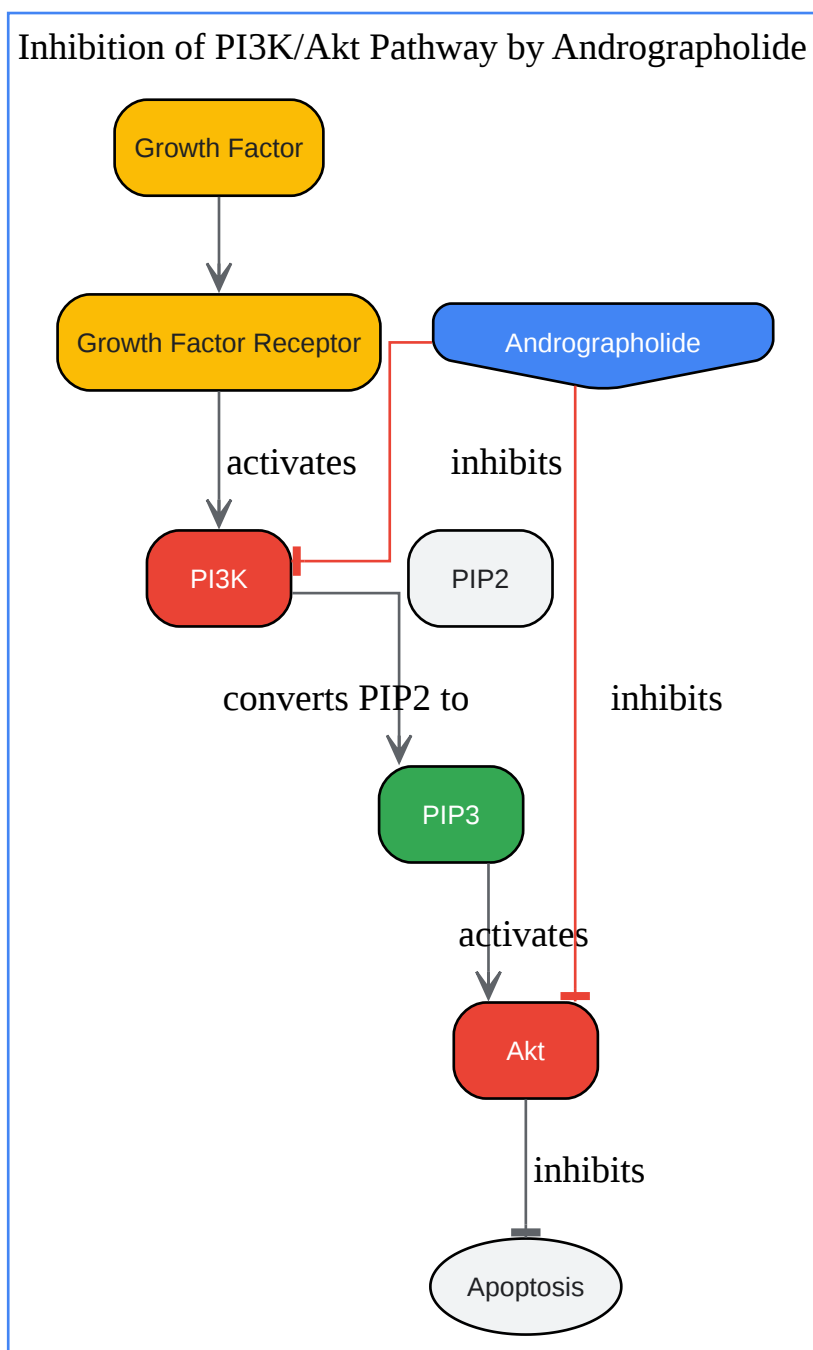 Inhibition of PI3K/Akt Pathway by Andrographolide
Growth Factor
Growth Factor Receptor
Andrographolide
activates
inhibits
PI3K
PIP2
converts PIP2 to
inhibits
PIP3
activates
Akt
inhibits
Apoptosis